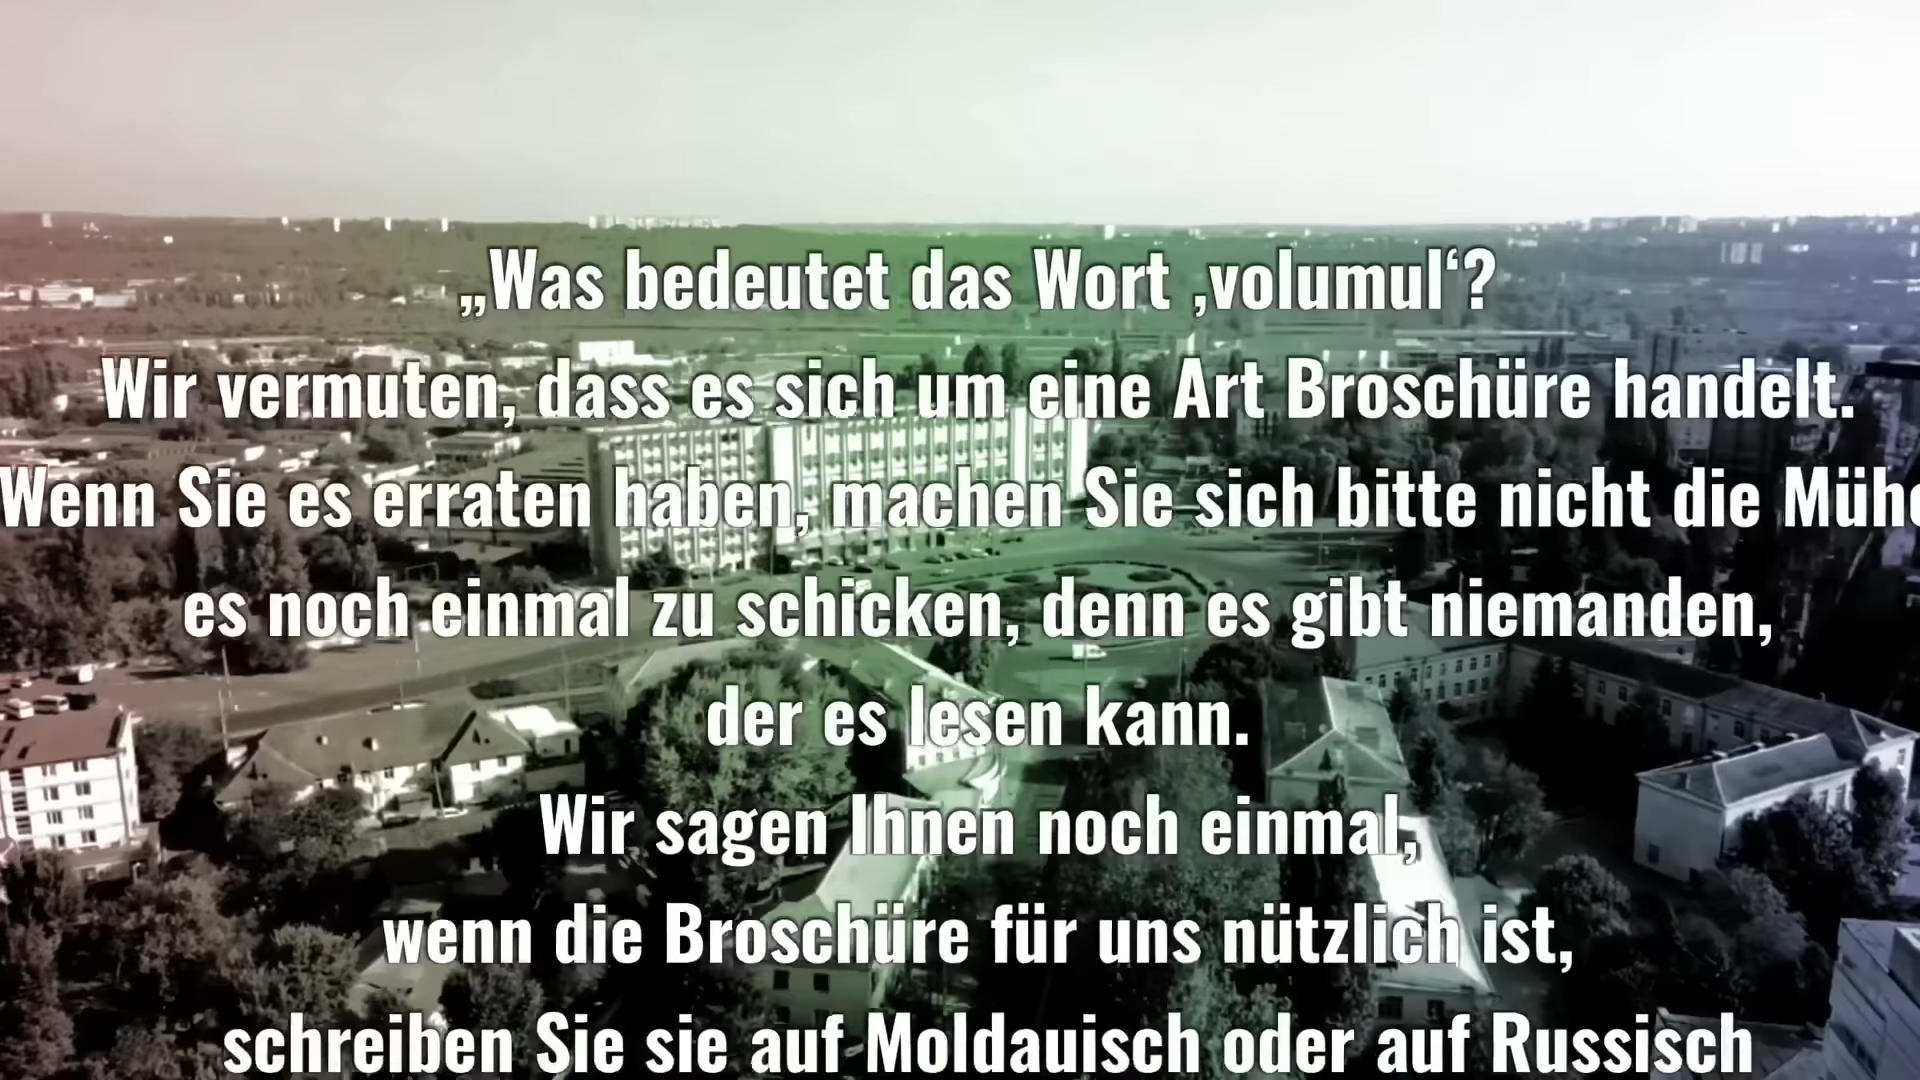 „Was bedeutet das Wort ‚volumul‘?
Wir vermuten, dass es sich um eine Art Broschüre handelt.
Wenn Sie es erraten haben, machen Sie sich bitte nicht die Mühe
es noch einmal zu schicken, denn es gibt niemanden,
der es lesen kann.
Wir sagen Ihnen noch einmal,
wenn die Broschüre für uns nützlich ist,
schreiben Sie sie auf Moldauisch oder auf Russisch